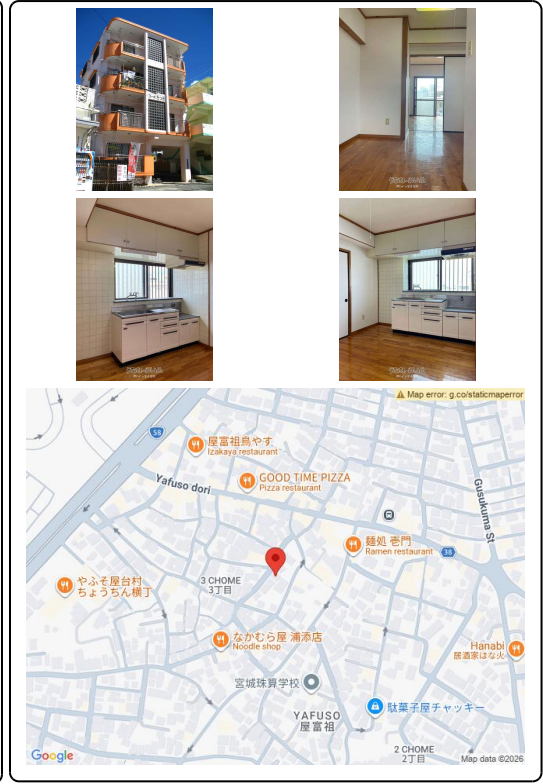 Map error: g.co/staticmaperror
58
屋富祖鳥やす
Izakaya restaurant
GOOD TIME PIZZA
Pizza restaurant
Yafuso dori
Gusukuma St
麺処 壱門
Ramen restaurant
38
3 CHOME
3丁目
やふそ屋台村
ちょうちん横丁
なかむら屋 浦添店
Noodle shop
Hanabi
居酒家はな火
宮城珠算学校
駄菓子屋チャッキー
YAFUSO
屋富祖
2 CHOME
2丁目
Google
Map data ©2026